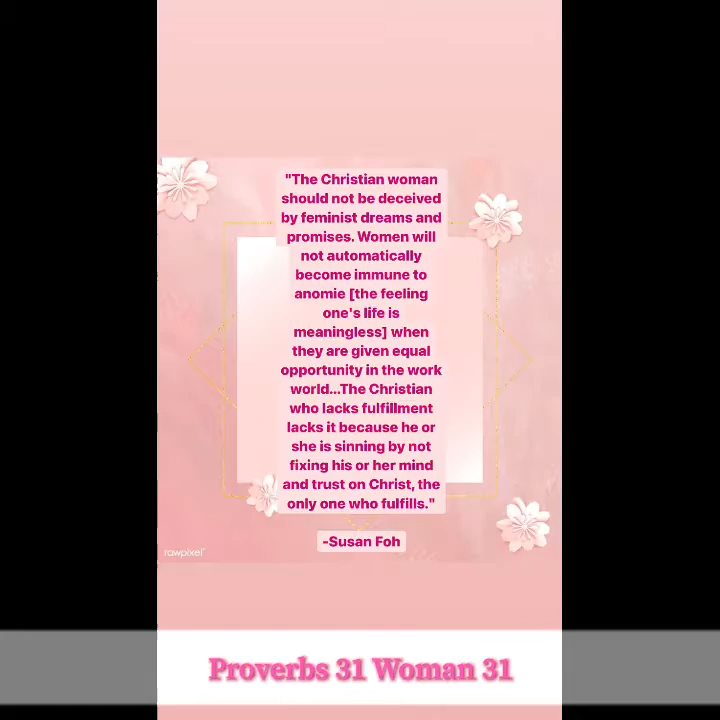 "The Christian woman
should not be deceived
by feminist dreams and
promises. Women will
not automatically
become immune to
anomie [the feeling
one's life is
meaningless] when
they are given equal
opportunity in the work
world...The Christian
who lacks fulfillment
lacks it because he or
she is sinning by not
fixing his or her mind
and trust on Christ, the
only one who fulfills."
-Susan Foh
rawpixel
Proverbs 31 Woman 31